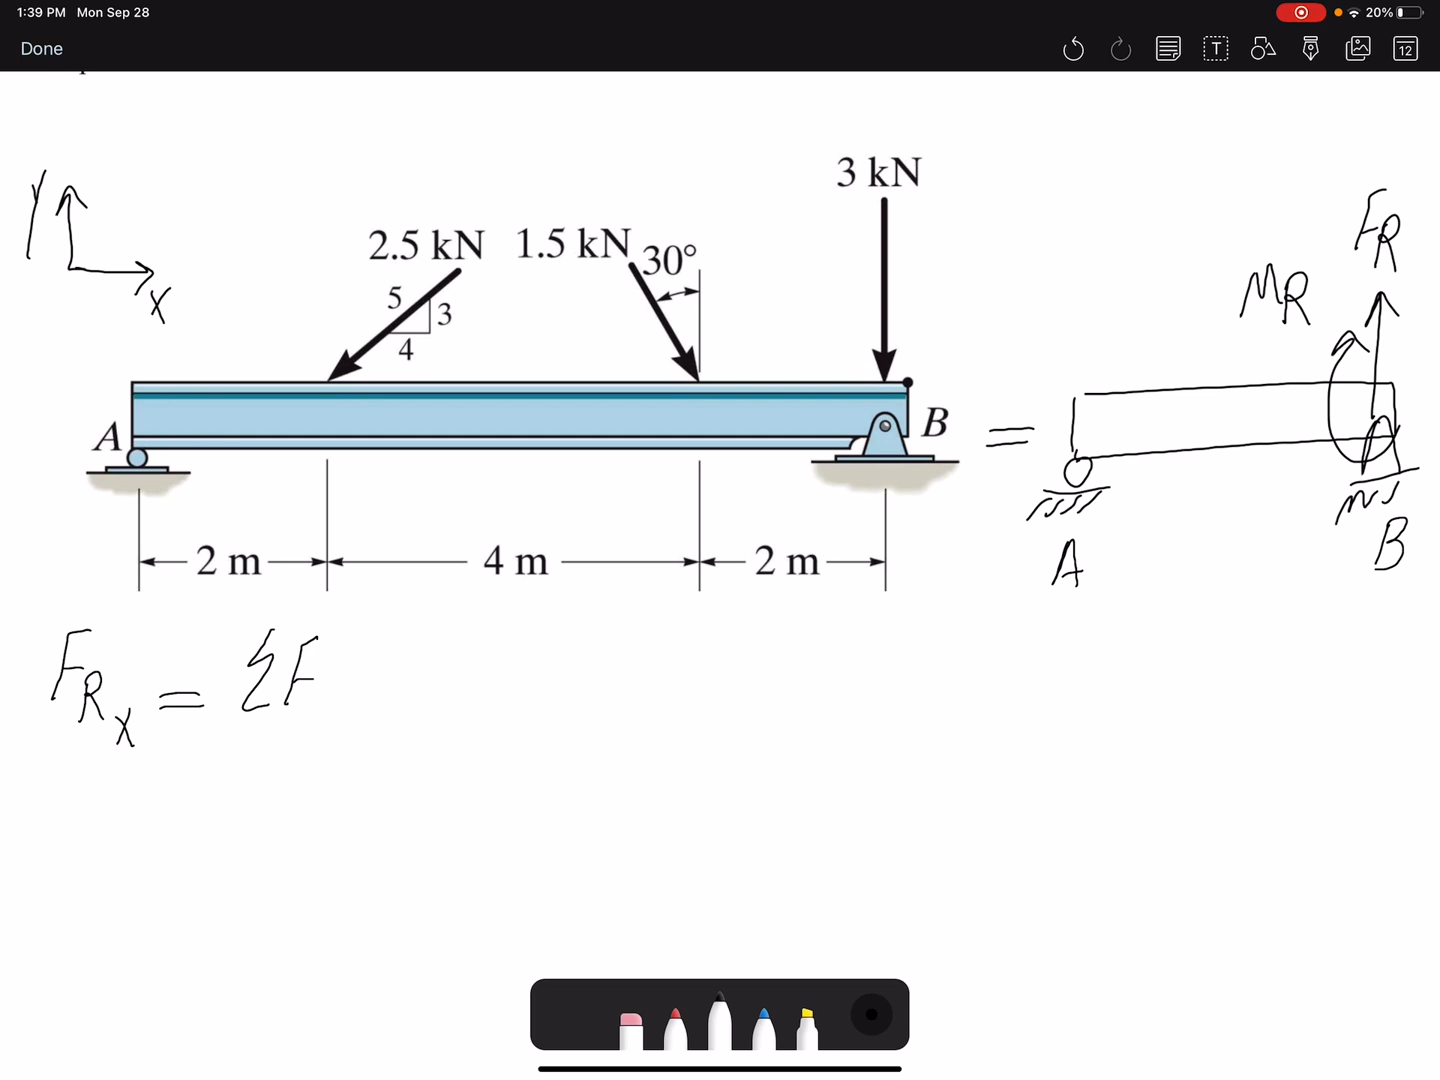 1:39 PM Mon Sep 28
20%
Done
T
12
Y
X
3 kN
2.5 kN
1.5 kN
30°
5
3
4
A
B
=
FR
MR
A
B
2 m
4 m
2 m
FRX = ΣF